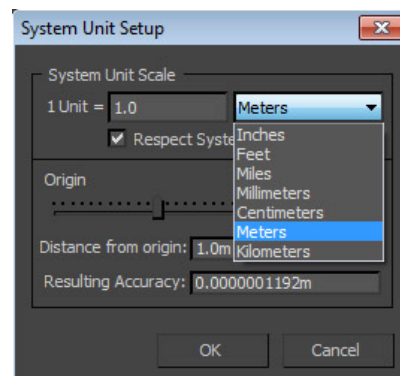 System Unit Setup
System Unit Scale
1 Unit = 1.0 Meters
Respect Syste
Inches
Feet
Miles
Millimeters
Centimeters
Meters
Kilometers
Origin
Distance from origin: 1.0m
Resulting Accuracy: 0.0000001192m
OK Cancel